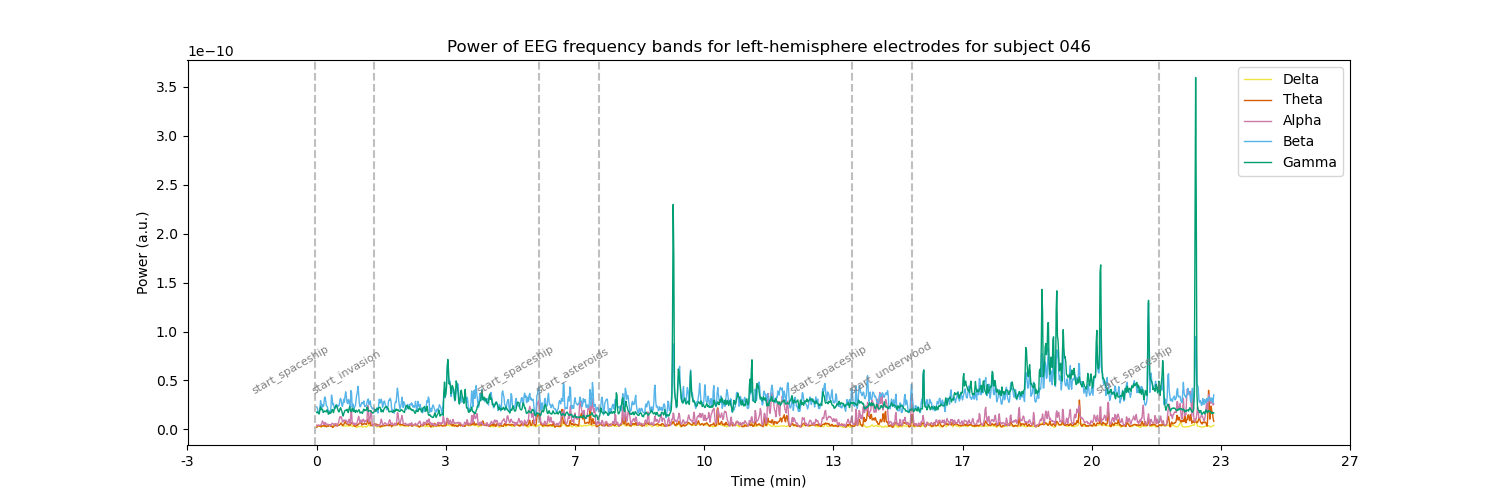 Power of EEG frequency bands for left-hemisphere electrodes for subject 046
1e−10
Power (a.u.)
3.5
3.0
2.5
2.0
1.5
1.0
0.5
0.0
start_spaceship
start_invasion
start_spaceship
start_asteroids
start_spaceship
start_underwood
start_spaceship
Delta
Theta
Alpha
Beta
Gamma
-3
0
3
7
10
13
17
20
23
27
Time (min)